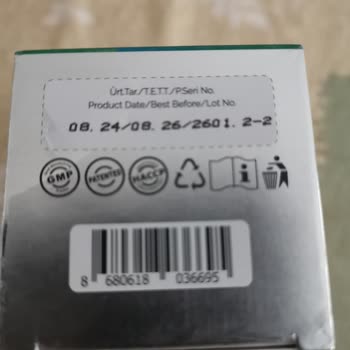 Ürt.Tar./T.E.T.T./P.Seri No.
Product Date/Best Before/Lot No.
08. 24/08. 26/2601. 2-2
GMP PATENTED HACCP
8 680618 036695